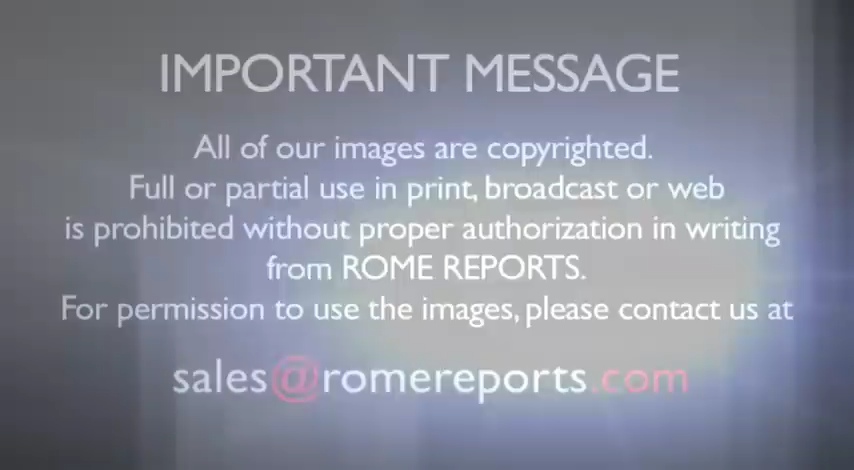 IMPORTANT MESSAGE
All of our images are copyrighted.
Full or partial use in print, broadcast or web
is prohibited without proper authorization in writing
from ROME REPORTS.
For permission to use the images, please contact us at
sales@romereports.com